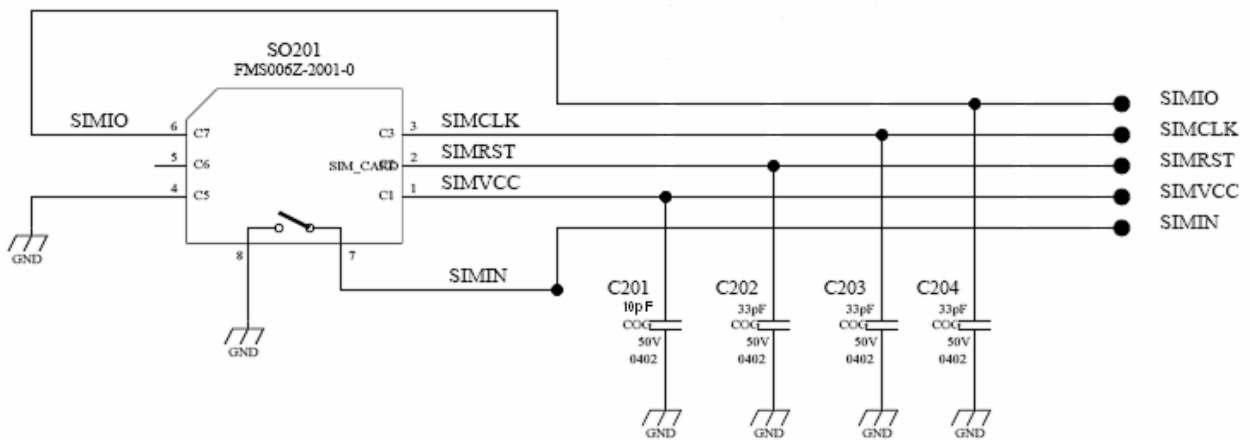 SO201
FMS006Z-2001-0
SIMIO
6
C7
5
C6
4
C5
C3
3
SIMCLK
SIM_CARD
2
SIMRST
C1
1
SIMVCC
8
7
SIMIN
GND
GND
SIMIO
SIMCLK
SIMRST
SIMVCC
SIMIN
C201
10pF
COG
50V
0402
GND
C202
33pF
COG
50V
0402
GND
C203
33pF
COG
50V
0402
GND
C204
33pF
COG
50V
0402
GND